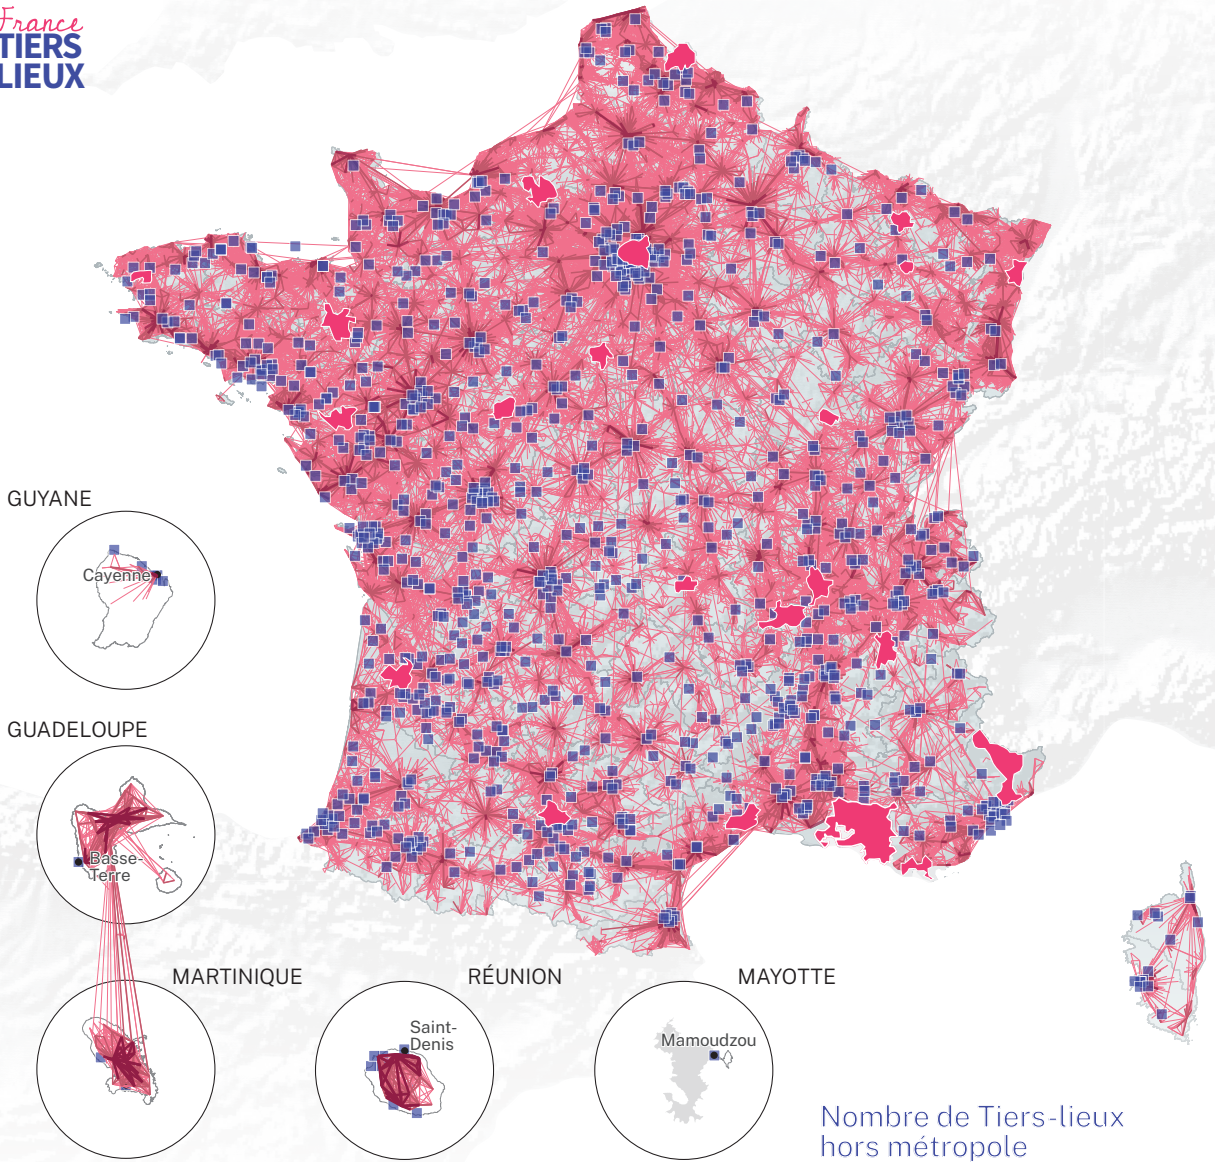 France
TIERS
LIEUX
GUYANE
Cayenne
GUADELOUPE
Basse-
Terre
MARTINIQUE
RÉUNION
MAYOTTE
Saint-
Denis
Mamoudzou
Nombre de Tiers-lieux
hors métropole